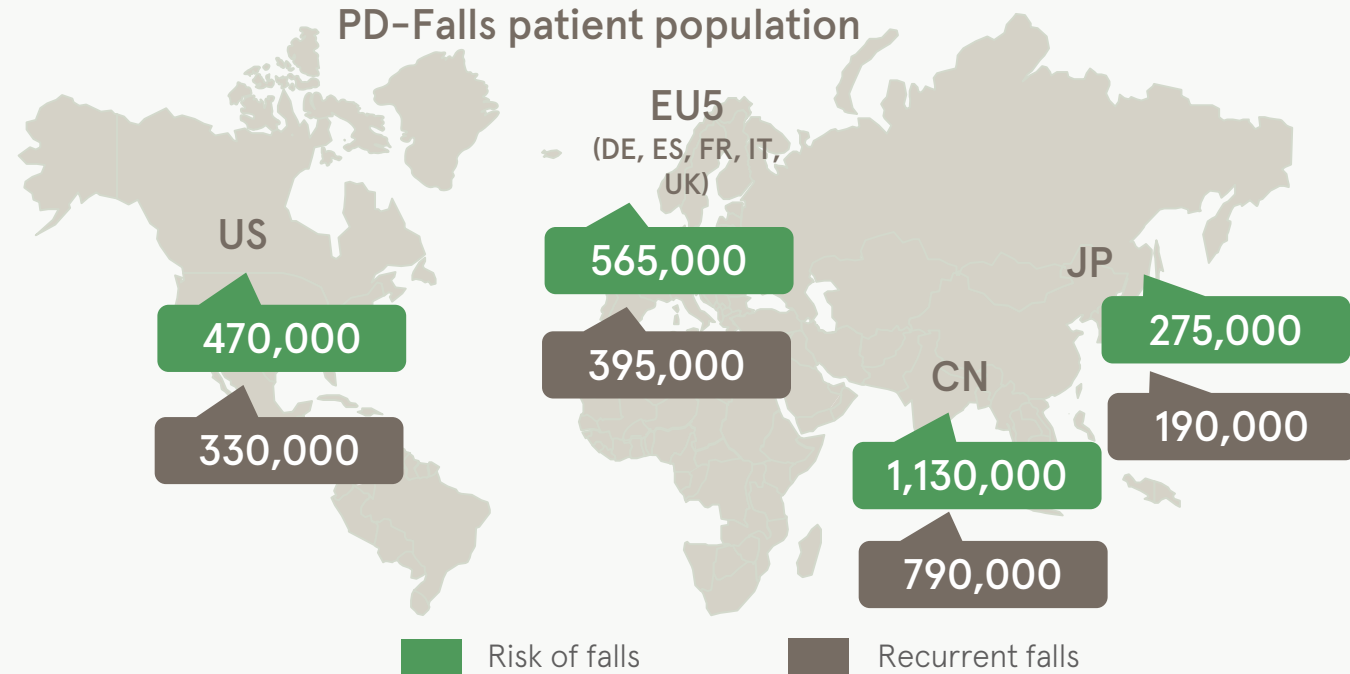 PD-Falls patient population
EU5
(DE, ES, FR, IT,
UK)
US
JP
565,000
470,000
275,000
395,000
CN
190,000
330,000
1,130,000
790,000
Risk of falls
Recurrent falls